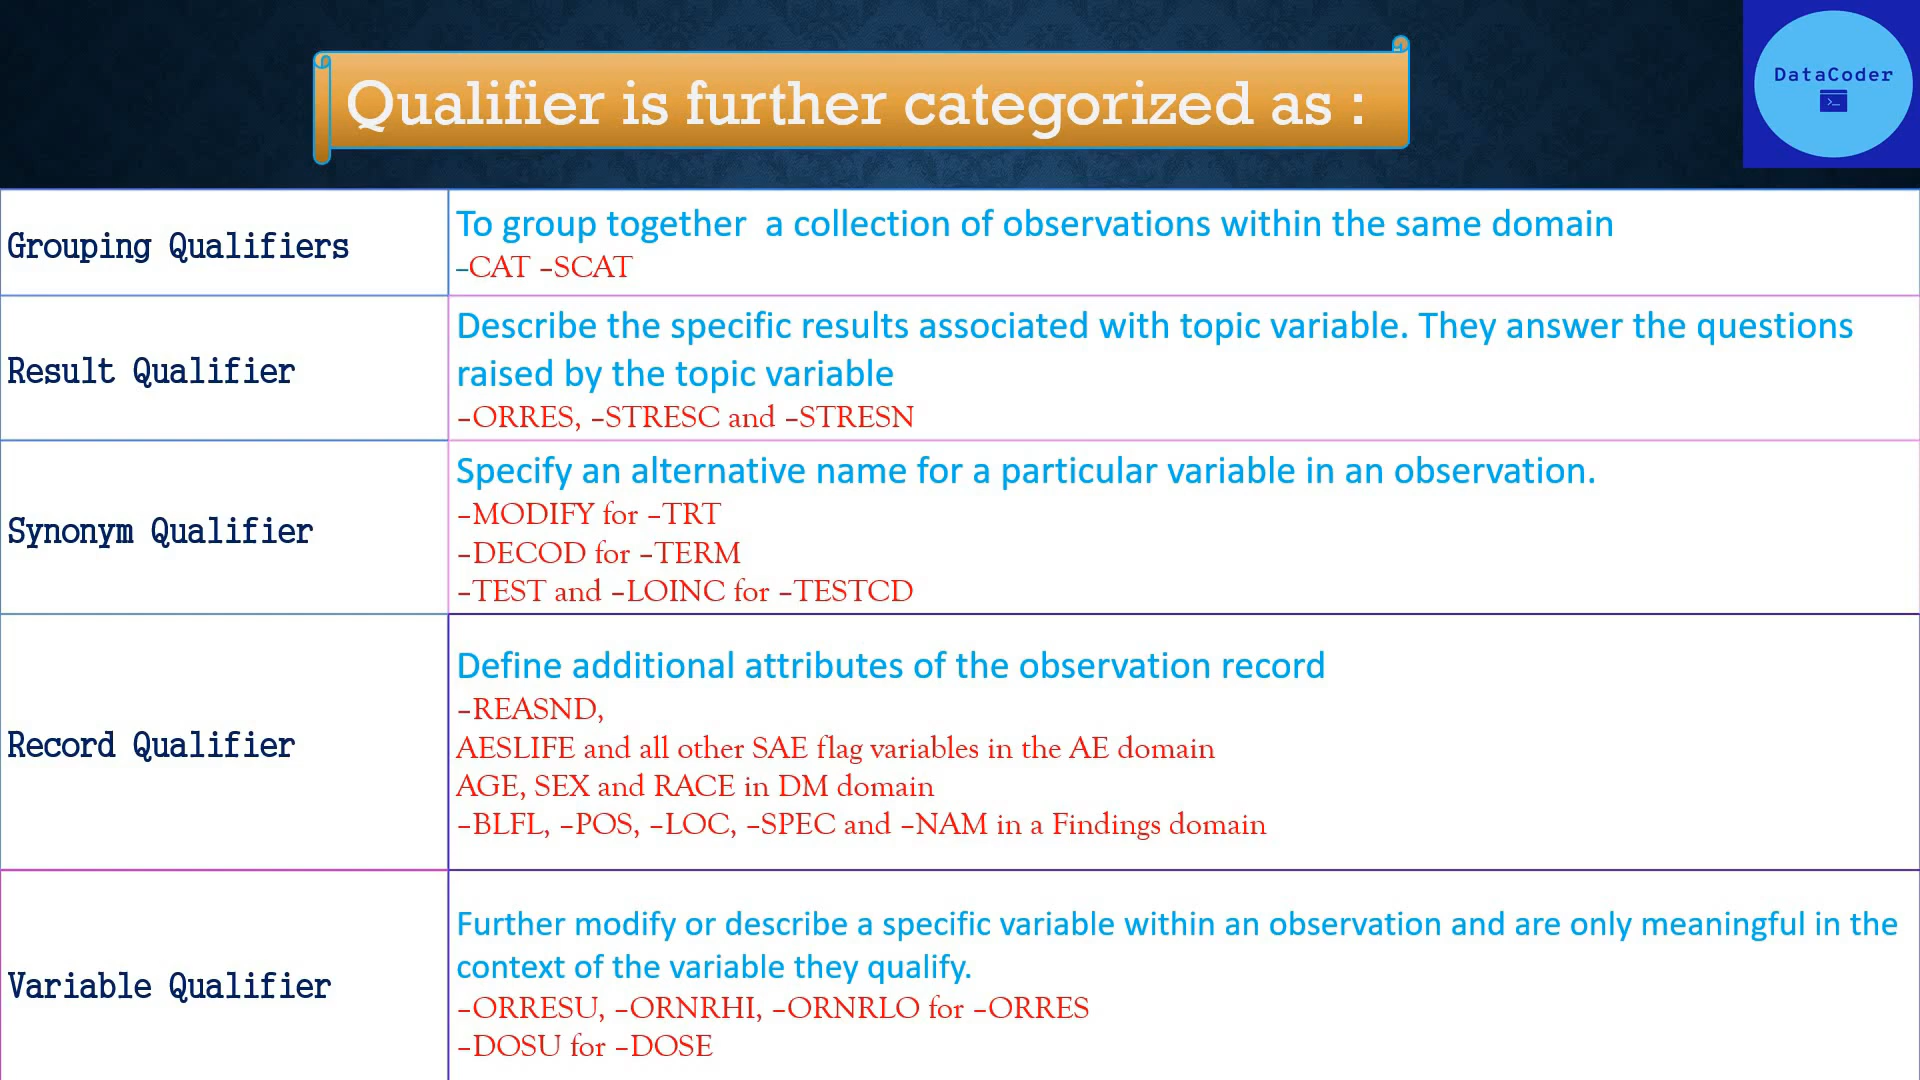 Qualifier is further categorized as :
DataCoder
>_
Grouping Qualifiers
To group together a collection of observations within the same domain
–CAT –SCAT
Result Qualifier
Describe the specific results associated with topic variable. They answer the questions
raised by the topic variable
–ORRES, –STRESC and –STRESN
Synonym Qualifier
Specify an alternative name for a particular variable in an observation.
–MODIFY for –TRT
–DECOD for –TERM
–TEST and –LOINC for –TESTCD
Record Qualifier
Define additional attributes of the observation record
–REASND,
AESLIFE and all other SAE flag variables in the AE domain
AGE, SEX and RACE in DM domain
–BLFL, –POS, –LOC, –SPEC and –NAM in a Findings domain
Variable Qualifier
Further modify or describe a specific variable within an observation and are only meaningful in the
context of the variable they qualify.
–ORRESU, –ORNRHI, –ORNRLO for –ORRES
–DOSU for –DOSE